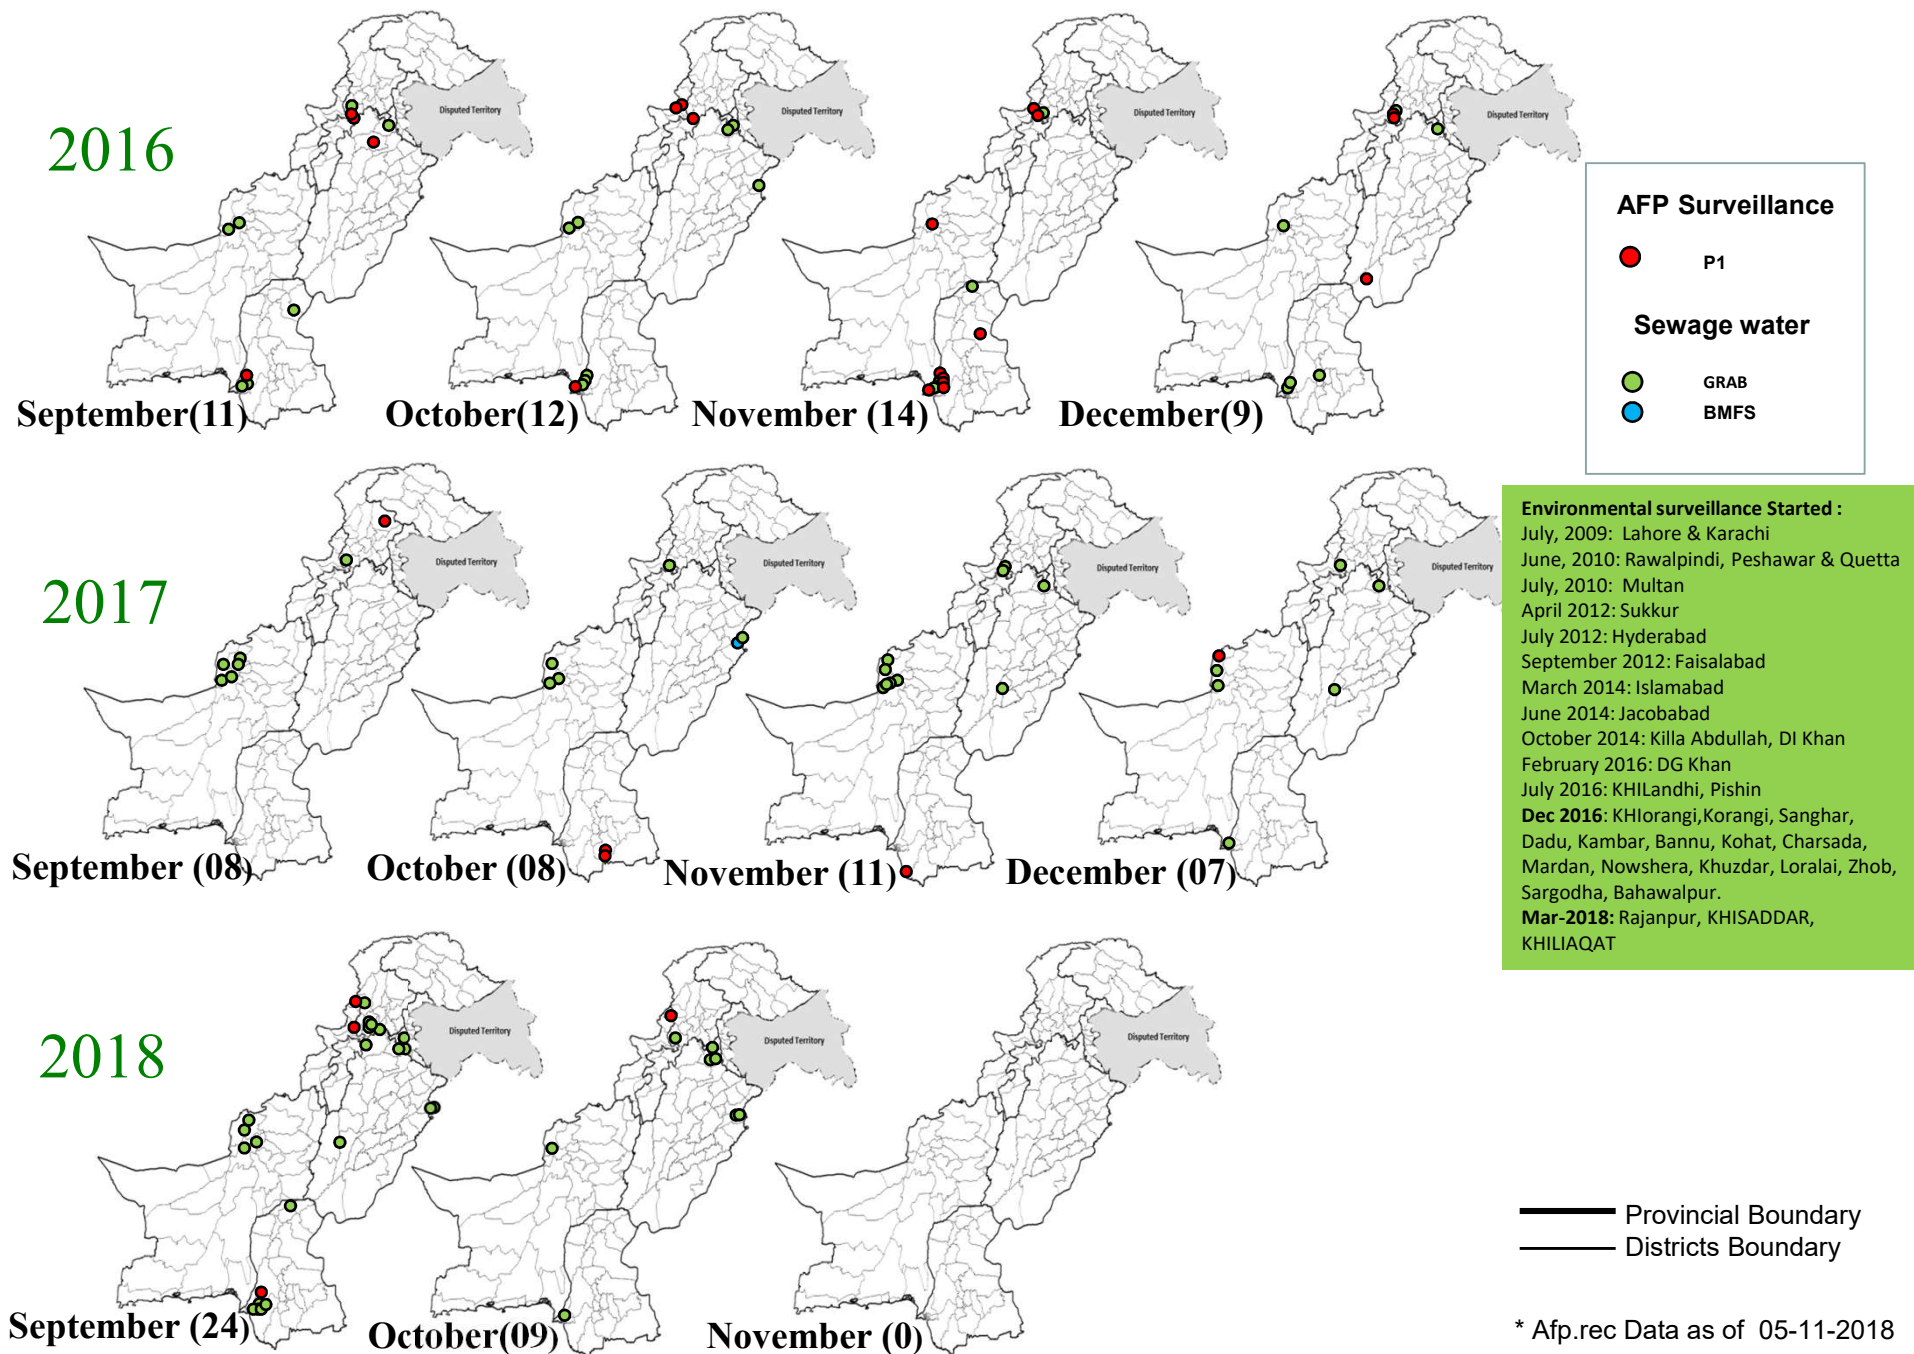 2016
Disputed Territory
Disputed Territory
Disputed Territory
Disputed Territory
September(11)
October(12)
November (14)
December(9)
AFP Surveillance
P1
Sewage water
GRAB
BMFS
2017
Disputed Territory
Disputed Territory
Disputed Territory
Disputed Territory
September (08)
October (08)
November (11)
December (07)
Environmental surveillance Started :
July, 2009: Lahore & Karachi
June, 2010: Rawalpindi, Peshawar & Quetta
July, 2010: Multan
April 2012: Sukkur
July 2012: Hyderabad
September 2012: Faisalabad
March 2014: Islamabad
June 2014: Jacobabad
October 2014: Killa Abdullah, DI Khan
February 2016: DG Khan
July 2016: KHILandhi, Pishin
Dec 2016: KHIorangi,Korangi, Sanghar,
Dadu, Kambar, Bannu, Kohat, Charsada,
Mardan, Nowshera, Khuzdar, Loralai, Zhob,
Sargodha, Bahawalpur.
Mar-2018: Rajanpur, KHISADDAR,
KHILIAQAT
2018
Disputed Territory
Disputed Territory
Disputed Territory
September (24)
October(09)
November (0)
Provincial Boundary
Districts Boundary
* Afp.rec Data as of 05-11-2018